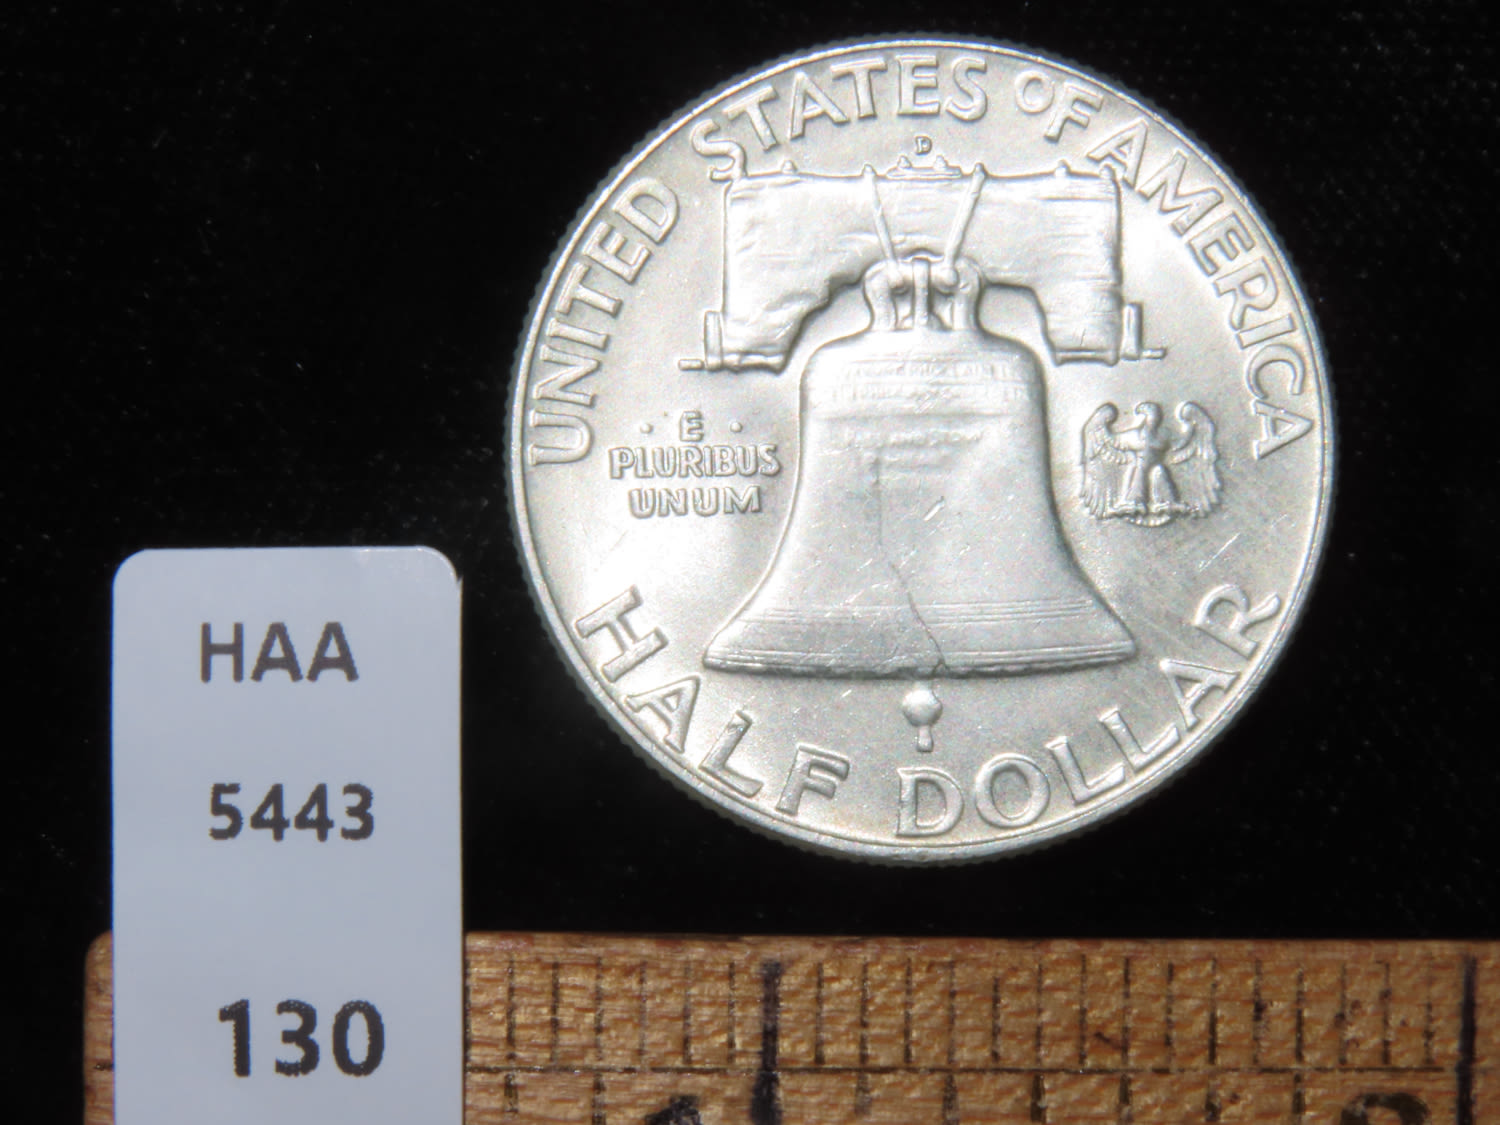 UNITED STATES OF AMERICA
D
· E ·
PLURIBUS
UNUM
HALF DOLLAR
HAA
5443
130